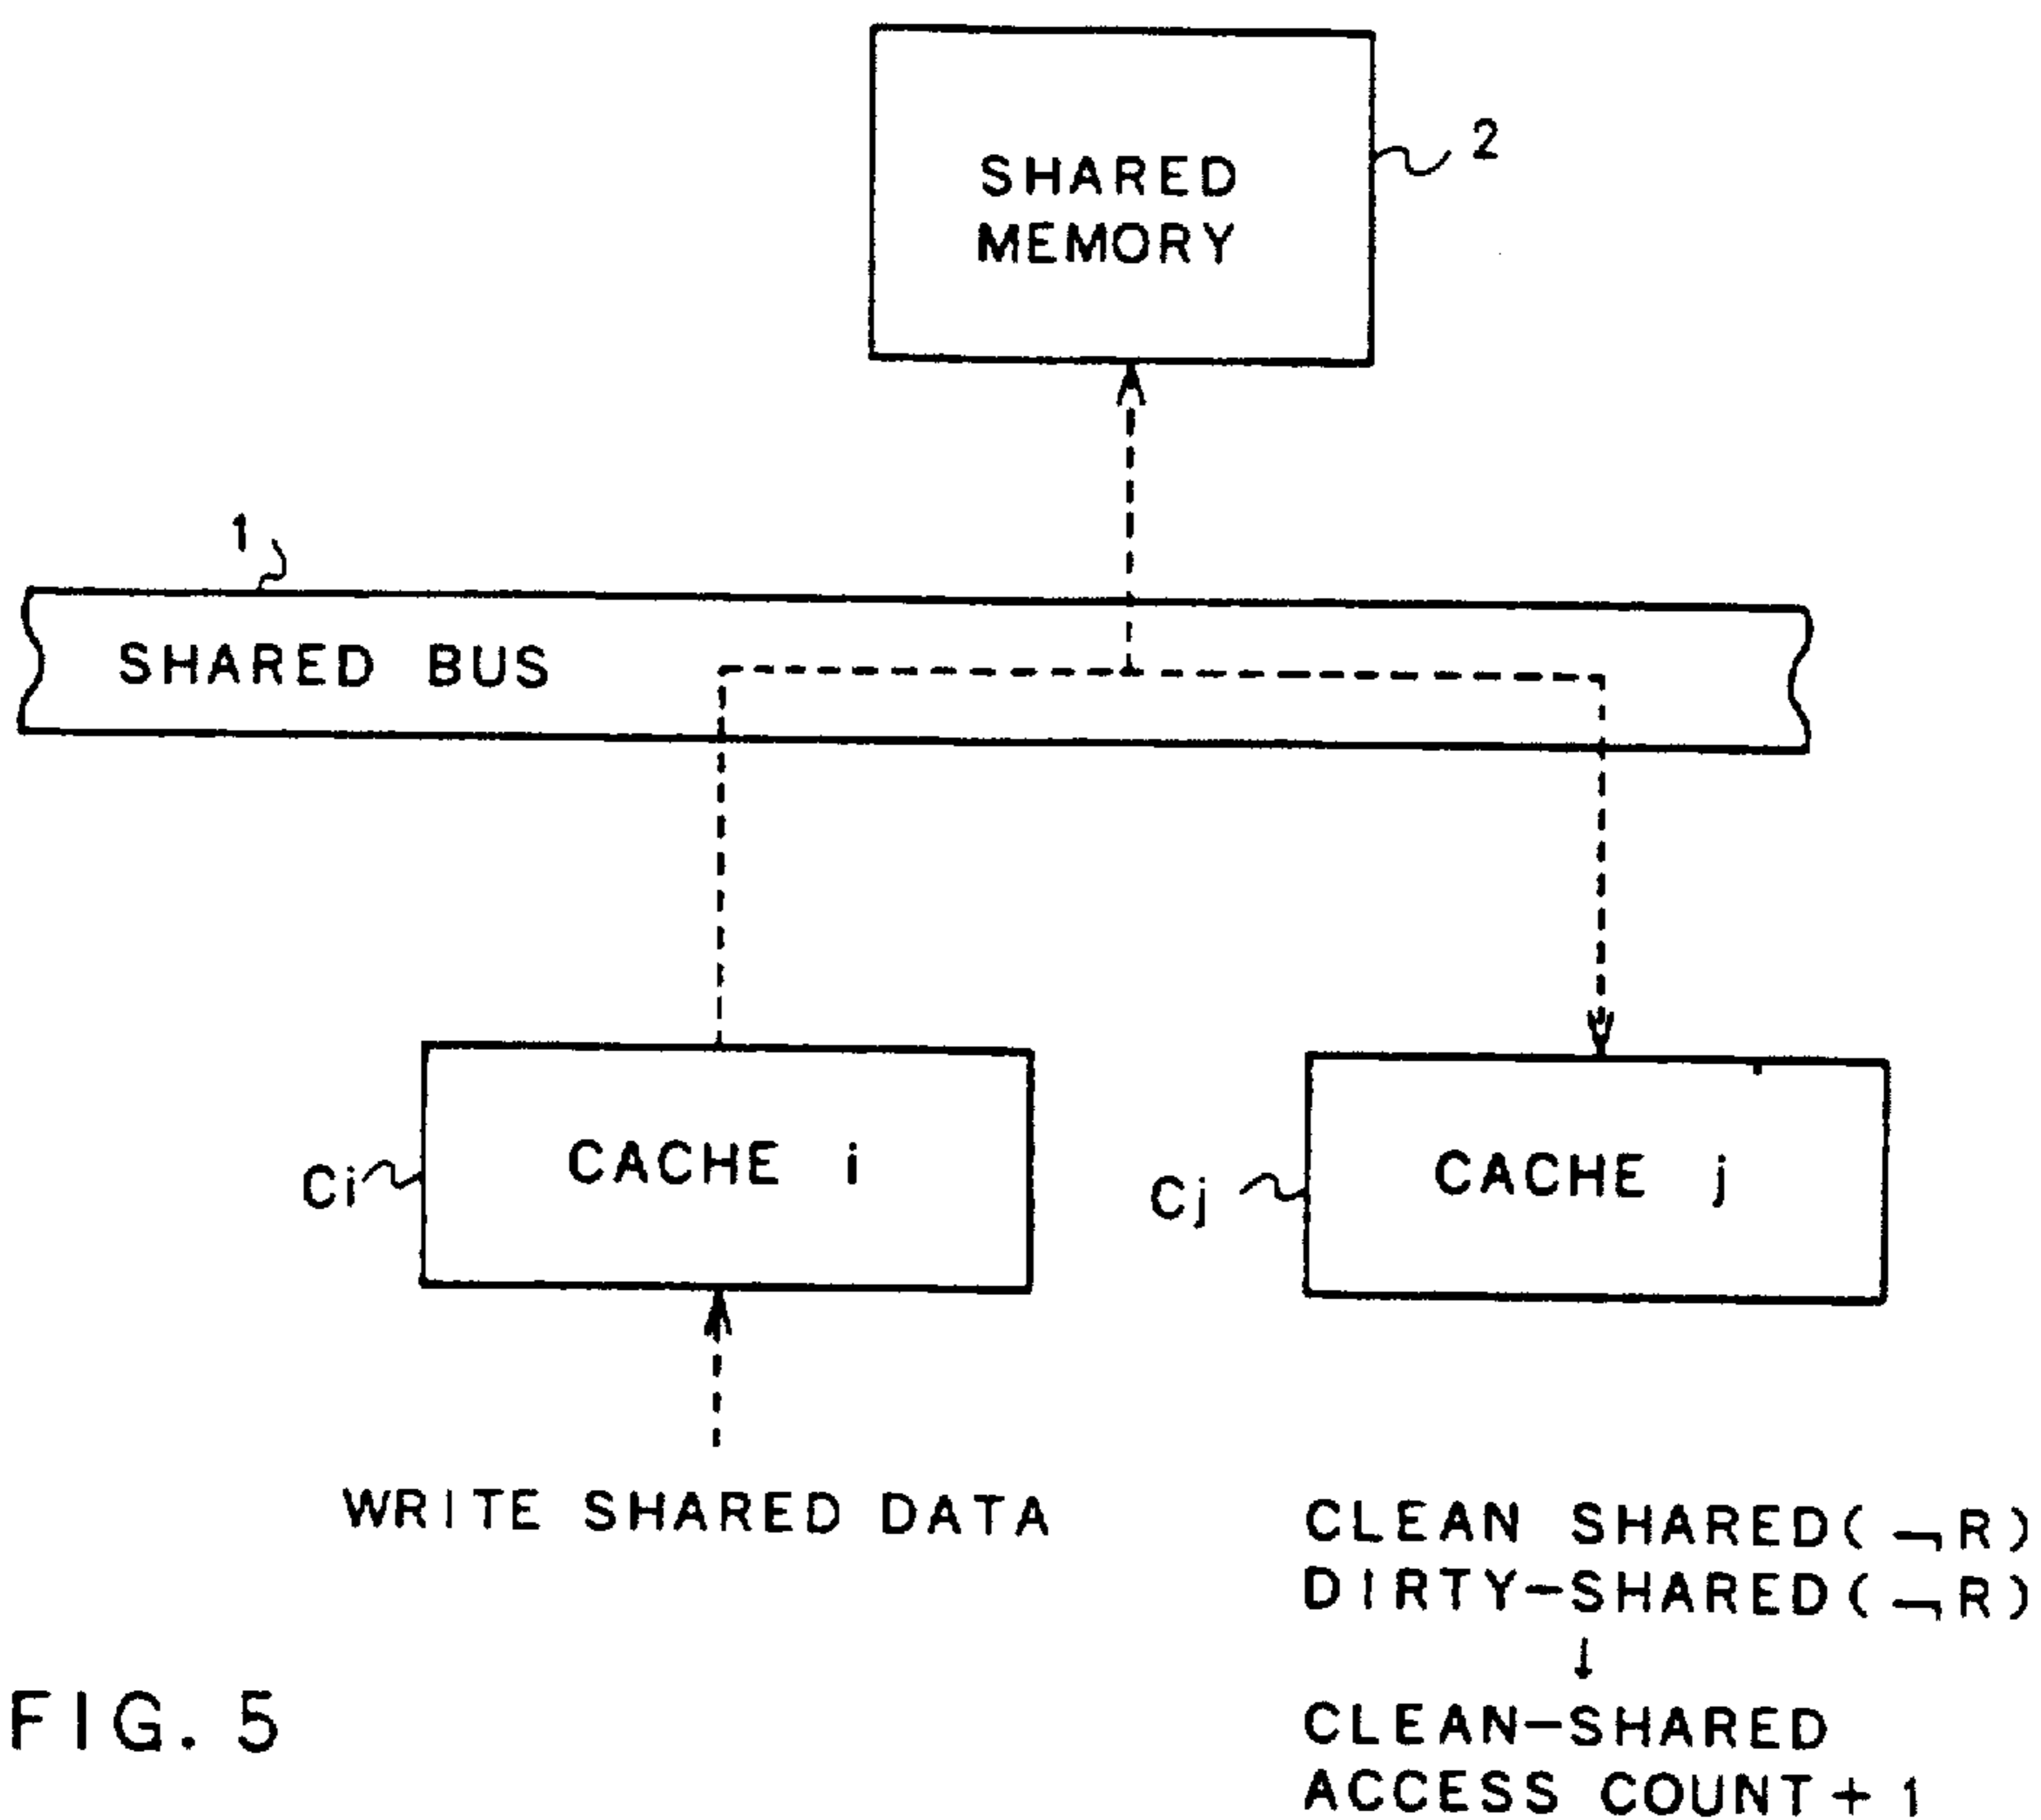 SHARED
MEMORY
2
1
SHARED BUS
Ci
CACHE i
Cj
CACHE j
WRITE SHARED DATA
CLEAN SHARED(¬R)
DIRTY-SHARED(¬R)
↓
CLEAN-SHARED
ACCESS COUNT+1
FIG. 5